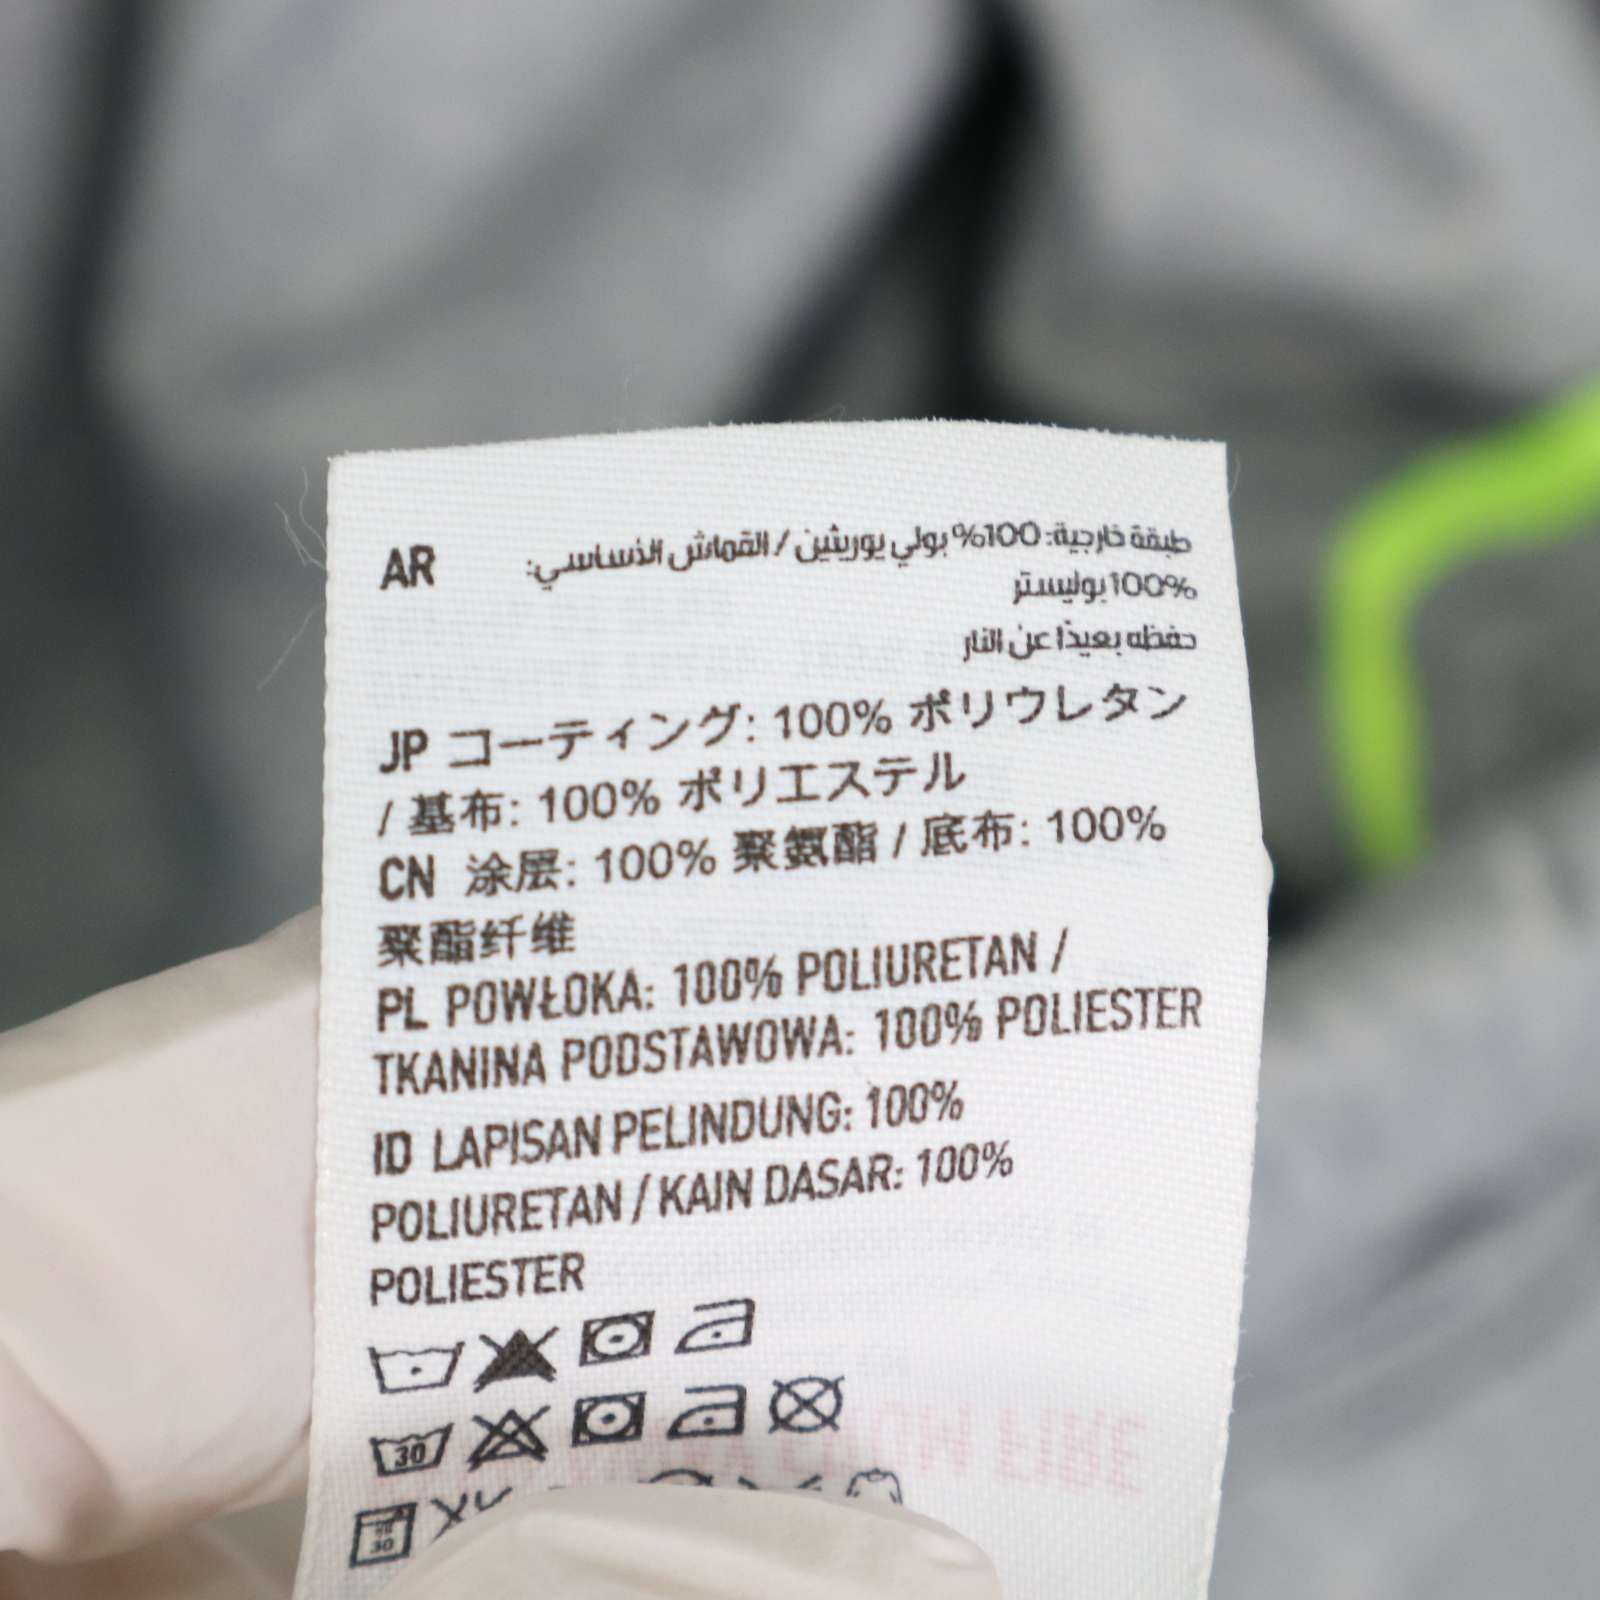 AR طبقة خارجية: 100% بولي يوريثين / القماش الأساسي:
100% بوليستر
حفظه بعيدًا عن النار
JP コーティング: 100% ポリウレタン
/ 基布: 100% ポリエステル
CN 涂层: 100% 聚氨酯 / 底布: 100%
聚酯纤维
PL POWŁOKA: 100% POLIURETAN /
TKANINA PODSTAWOWA: 100% POLIESTER
ID LAPISAN PELINDUNG: 100%
POLIURETAN / KAIN DASAR: 100%
POLIESTER
30
30